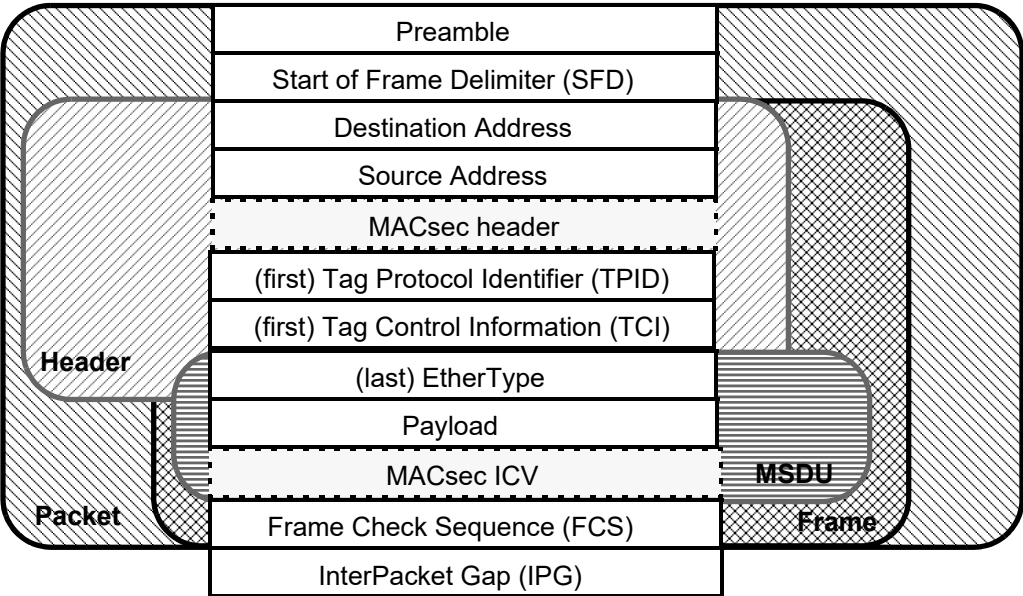 Preamble
Start of Frame Delimiter (SFD)
Destination Address
Source Address
MACsec header
(first) Tag Protocol Identifier (TPID)
(first) Tag Control Information (TCI)
Header
(last) EtherType
Payload
MACsec ICV
MSDU
Packet
Frame Check Sequence (FCS)
Frame
InterPacket Gap (IPG)